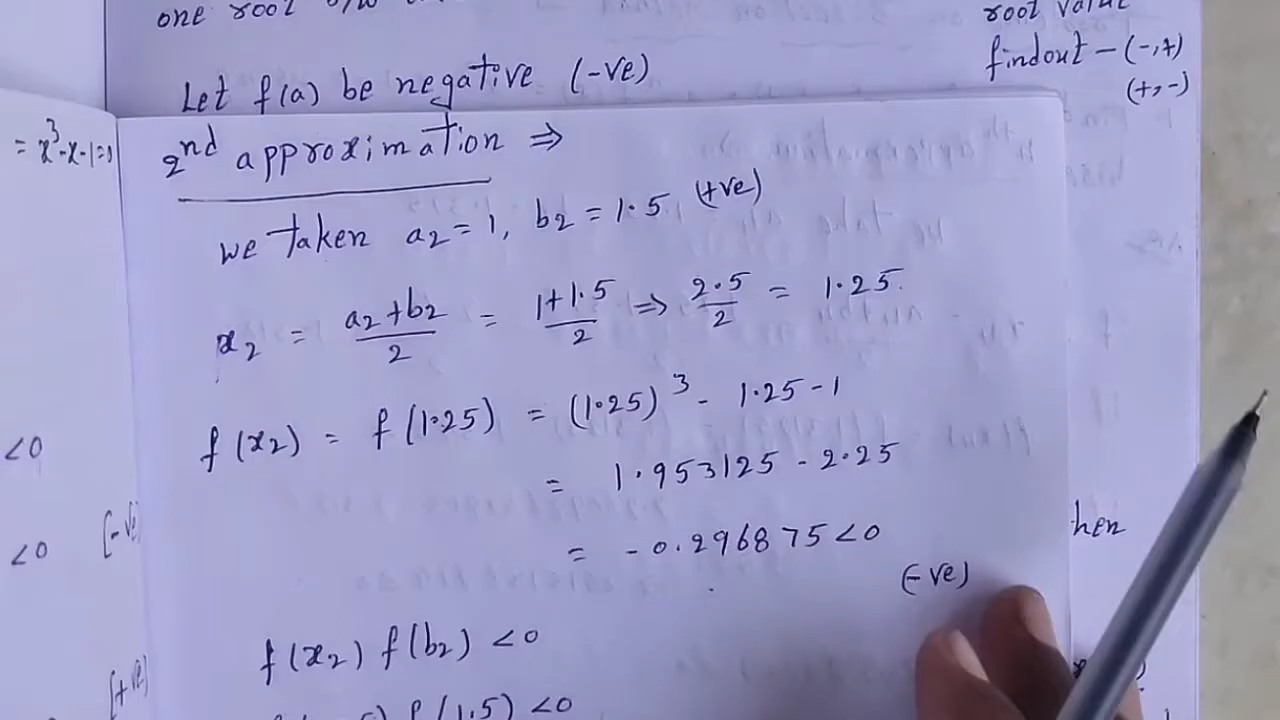 one root
root value
findout - (-,+)
(+,-)
Let f(a) be negative (-ve)
= x³-x-1=0
2nd approximation ⇒
we taken a2 = 1, b2 = 1.5 (+ve)
x2 = a2+b2/2 = 1+1.5/2 ⇒ 2.5/2 = 1.25.
f(x2) = f(1.25) = (1.25)³ - 1.25-1
<0
= 1.953125 - 2.25
<0 [-ve]
= -0.296875<0
hen
(-ve)
f(x2) f(b2) <0
[+ve]
f(1.5) <0